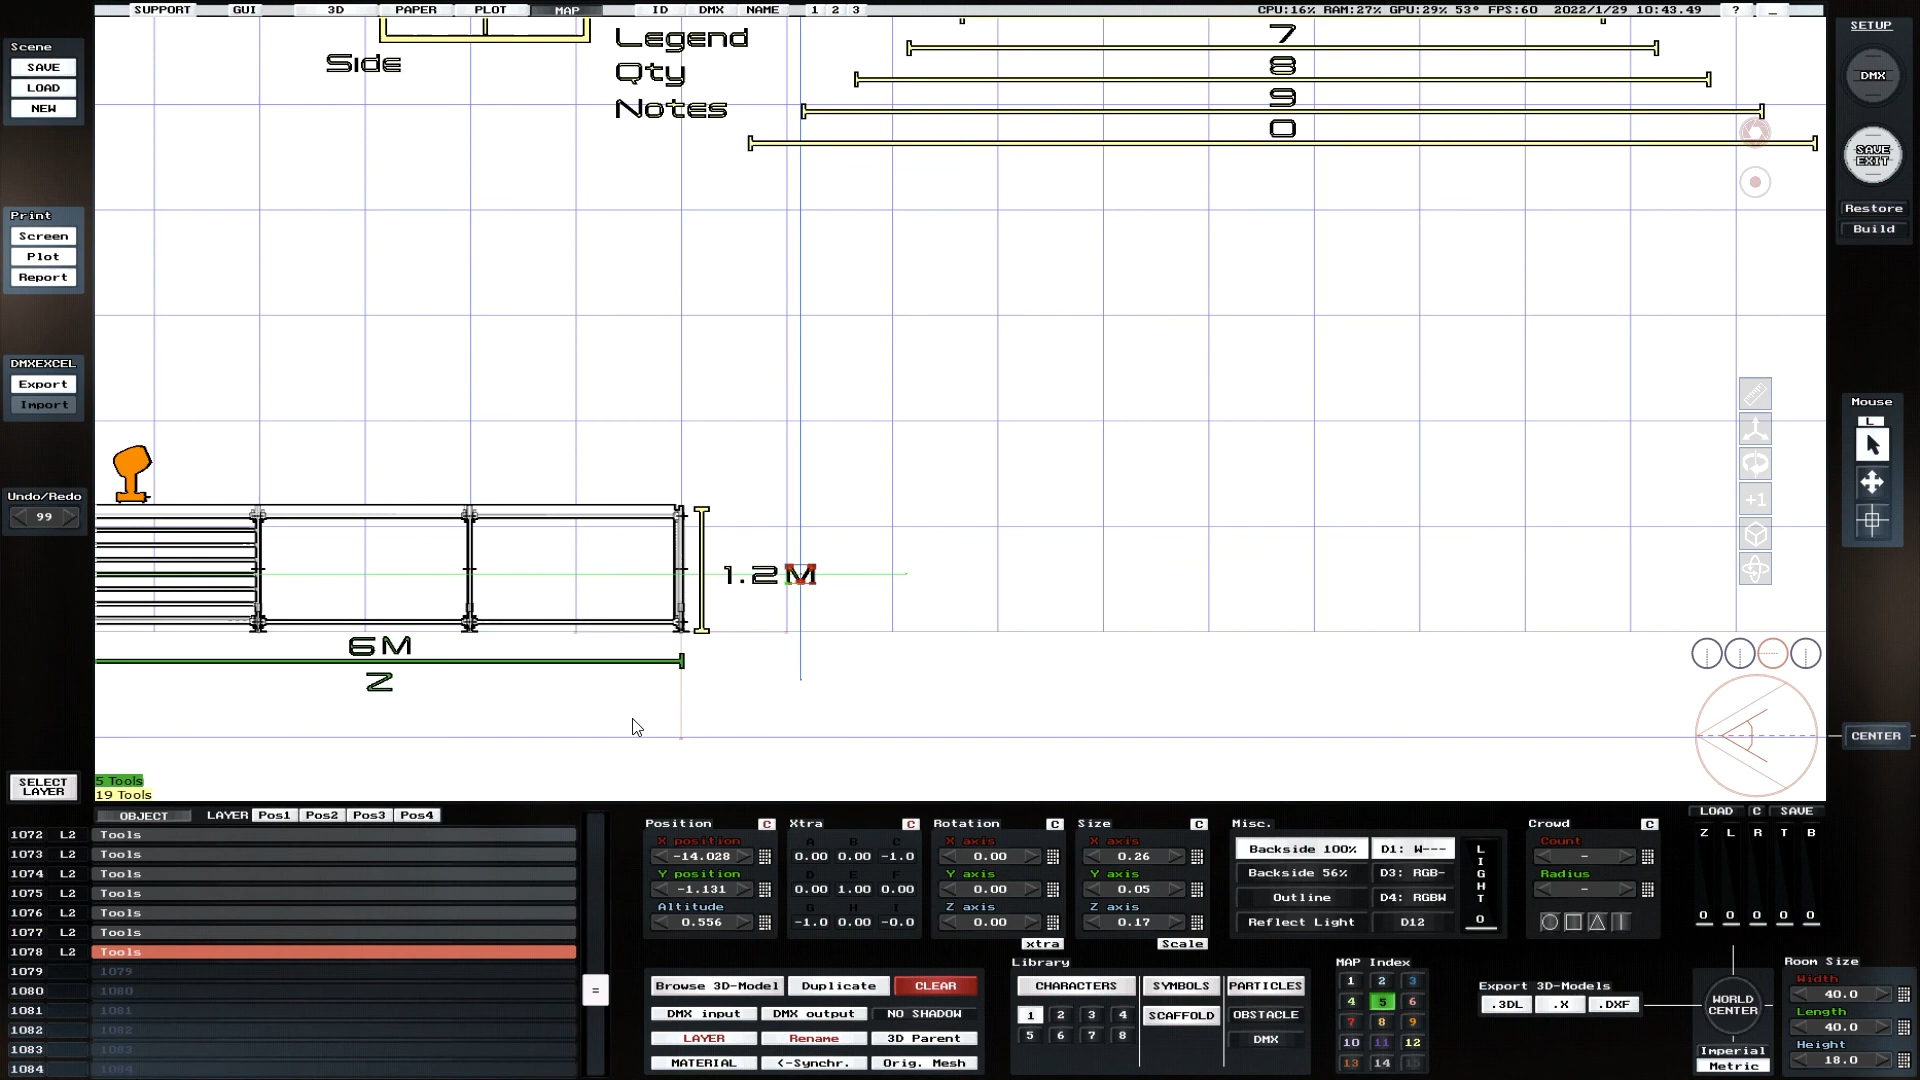 SUPPORT GUI 3D PAPER PLOT MAP ID DMX NAME 1 2 3 CPU:16% RAM:27% GPU:29% 53° FPS:60 2022/1/29 10:43.49 ? _
Scene
SAVE
LOAD
NEW
Print
Screen
Plot
Report
DMXEXCEL
Export
Import
Undo/Redo
99
SELECT
LAYER
Side
Legend
Qty
Notes
7
8
9
0
1.2M
6M
Z
5 Tools
19 Tools
+1
SETUP
DMX
SAVE
EXIT
Restore
Build
Mouse
L
CENTER
OBJECT LAYER Pos1 Pos2 Pos3 Pos4
1072 L2 Tools
1073 L2 Tools
1074 L2 Tools
1075 L2 Tools
1076 L2 Tools
1077 L2 Tools
1078 L2 Tools
1079 1079
1080 1080
1081 1081
1082 1082
1083 1083
1084 1084
=
Position C
X position
-14.028
Y position
-1.131
Altitude
0.556
Xtra C
A B C
0.00 0.00 -1.0
D E F
0.00 1.00 0.00
G H I
-1.0 0.00 -0.0
Rotation C
X axis
0.00
Y axis
0.00
Z axis
0.00
xtra
Size C
X axis
0.26
Y axis
0.05
Z axis
0.17
Scale
Misc.
Backside 100% D1: W---
Backside 56% D3: RGB-
Outline D4: RGBW
Reflect Light D12
LIGHT
0
Crowd C
Count
-
Radius
-
LOAD C SAVE
Z L R T B
0 0 0 0 0
Browse 3D-Model Duplicate CLEAR
DMX input DMX output NO SHADOW
LAYER Rename 3D Parent
MATERIAL <-Synchr. Orig. Mesh
Library
CHARACTERS SYMBOLS PARTICLES
1 2 3 4 SCAFFOLD OBSTACLE
5 6 7 8 DMX
MAP Index
1 2 3
4 5 6
7 8 9
10 11 12
13 14
Export 3D-Models
.3DL .X .DXF
WORLD
CENTER
Imperial
Metric
Room Size
Width
40.0
Length
40.0
Height
18.0